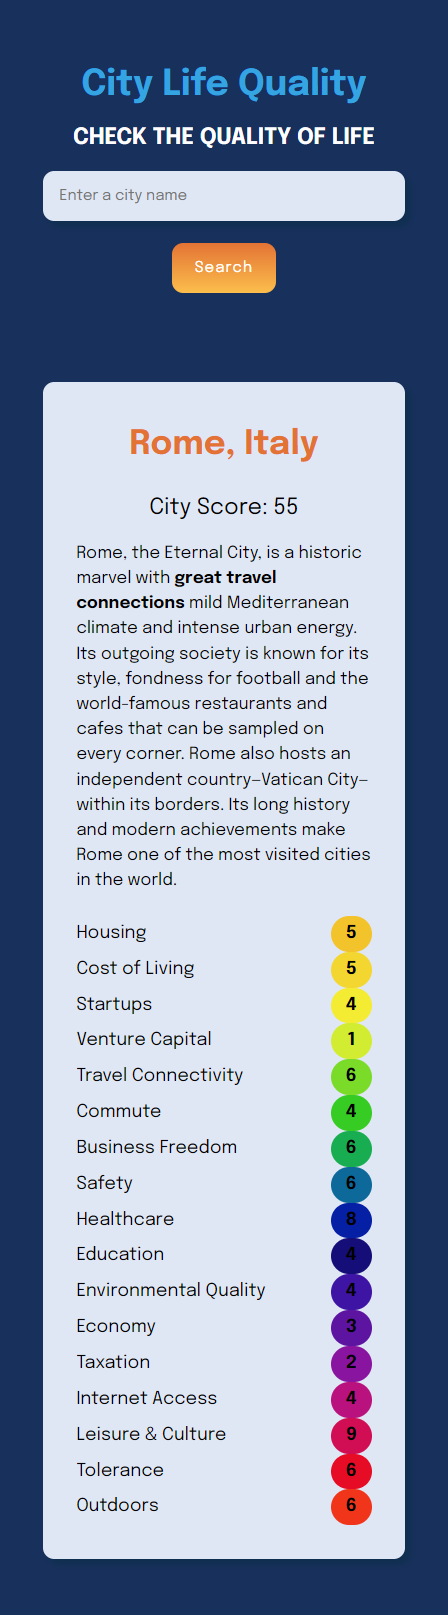 City Life Quality
CHECK THE QUALITY OF LIFE
Enter a city name
Search
Rome, Italy
City Score: 55
Rome, the Eternal City, is a historic
marvel with great travel
connections mild Mediterranean
climate and intense urban energy.
Its outgoing society is known for its
style, fondness for football and the
world-famous restaurants and
cafes that can be sampled on
every corner. Rome also hosts an
independent country—Vatican City—
within its borders. Its long history
and modern achievements make
Rome one of the most visited cities
in the world.
Housing 5
Cost of Living 5
Startups 4
Venture Capital 1
Travel Connectivity 6
Commute 4
Business Freedom 6
Safety 6
Healthcare 8
Education 4
Environmental Quality 4
Economy 3
Taxation 2
Internet Access 4
Leisure & Culture 9
Tolerance 6
Outdoors 6